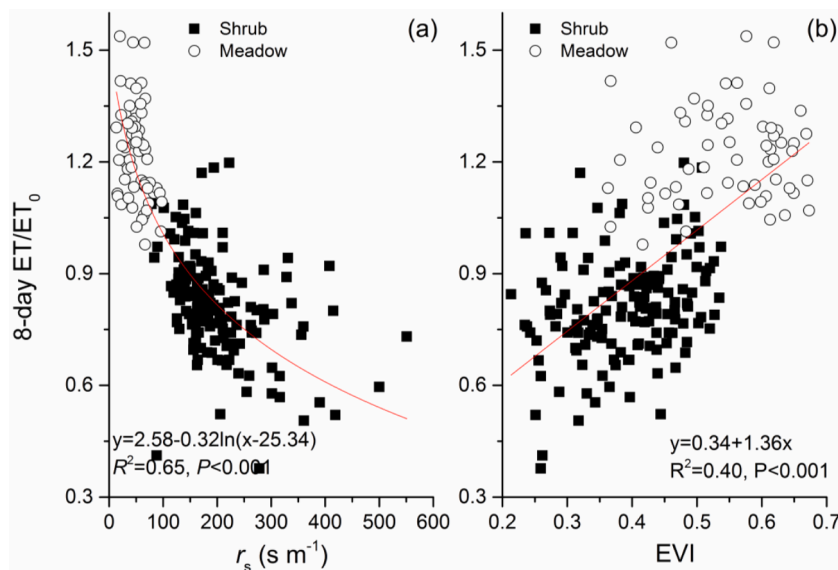 Shrub
Meadow
(a)
Shrub
Meadow
(b)
8-day ET/ET₀
1.5
1.2
0.9
0.6
0.3
y=2.58-0.32ln(x-25.34)
R²=0.65, P<0.001
y=0.34+1.36x
R²=0.40, P<0.001
0 100 200 300 400 500 600
0.2 0.3 0.4 0.5 0.6 0.7
rₛ (s m⁻¹)
EVI